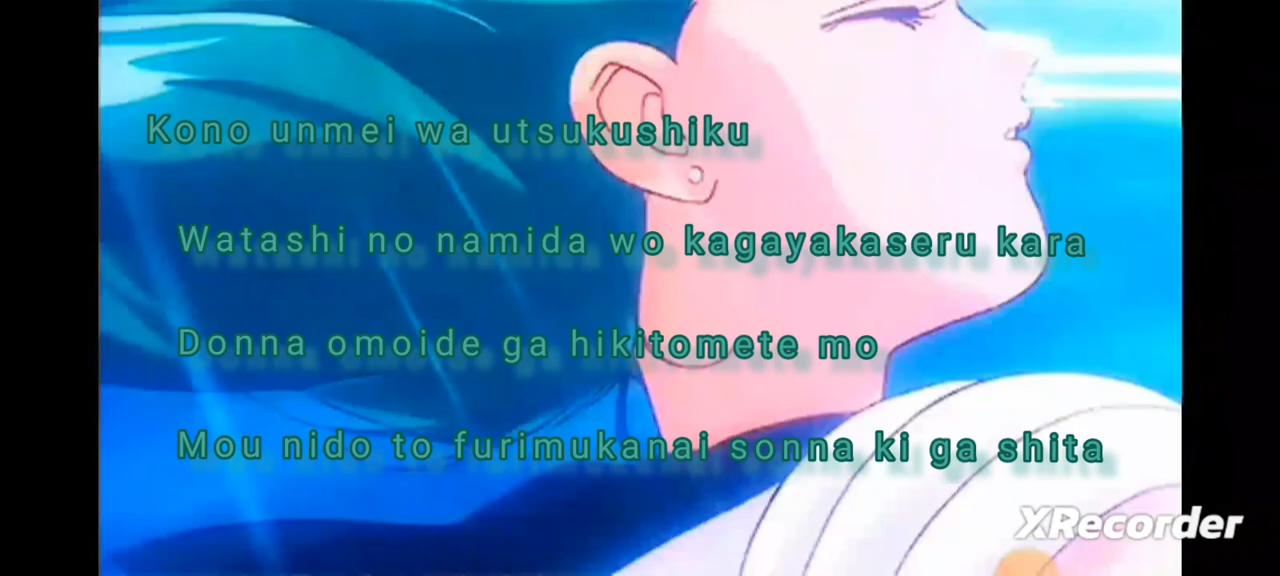 Kono unmei wa utsukushiku
Watashi no namida wo kagayakaseru kara
Donna omoide ga hikitomete mo
Mou nido to furimukanai sonna ki ga shita
XRecorder